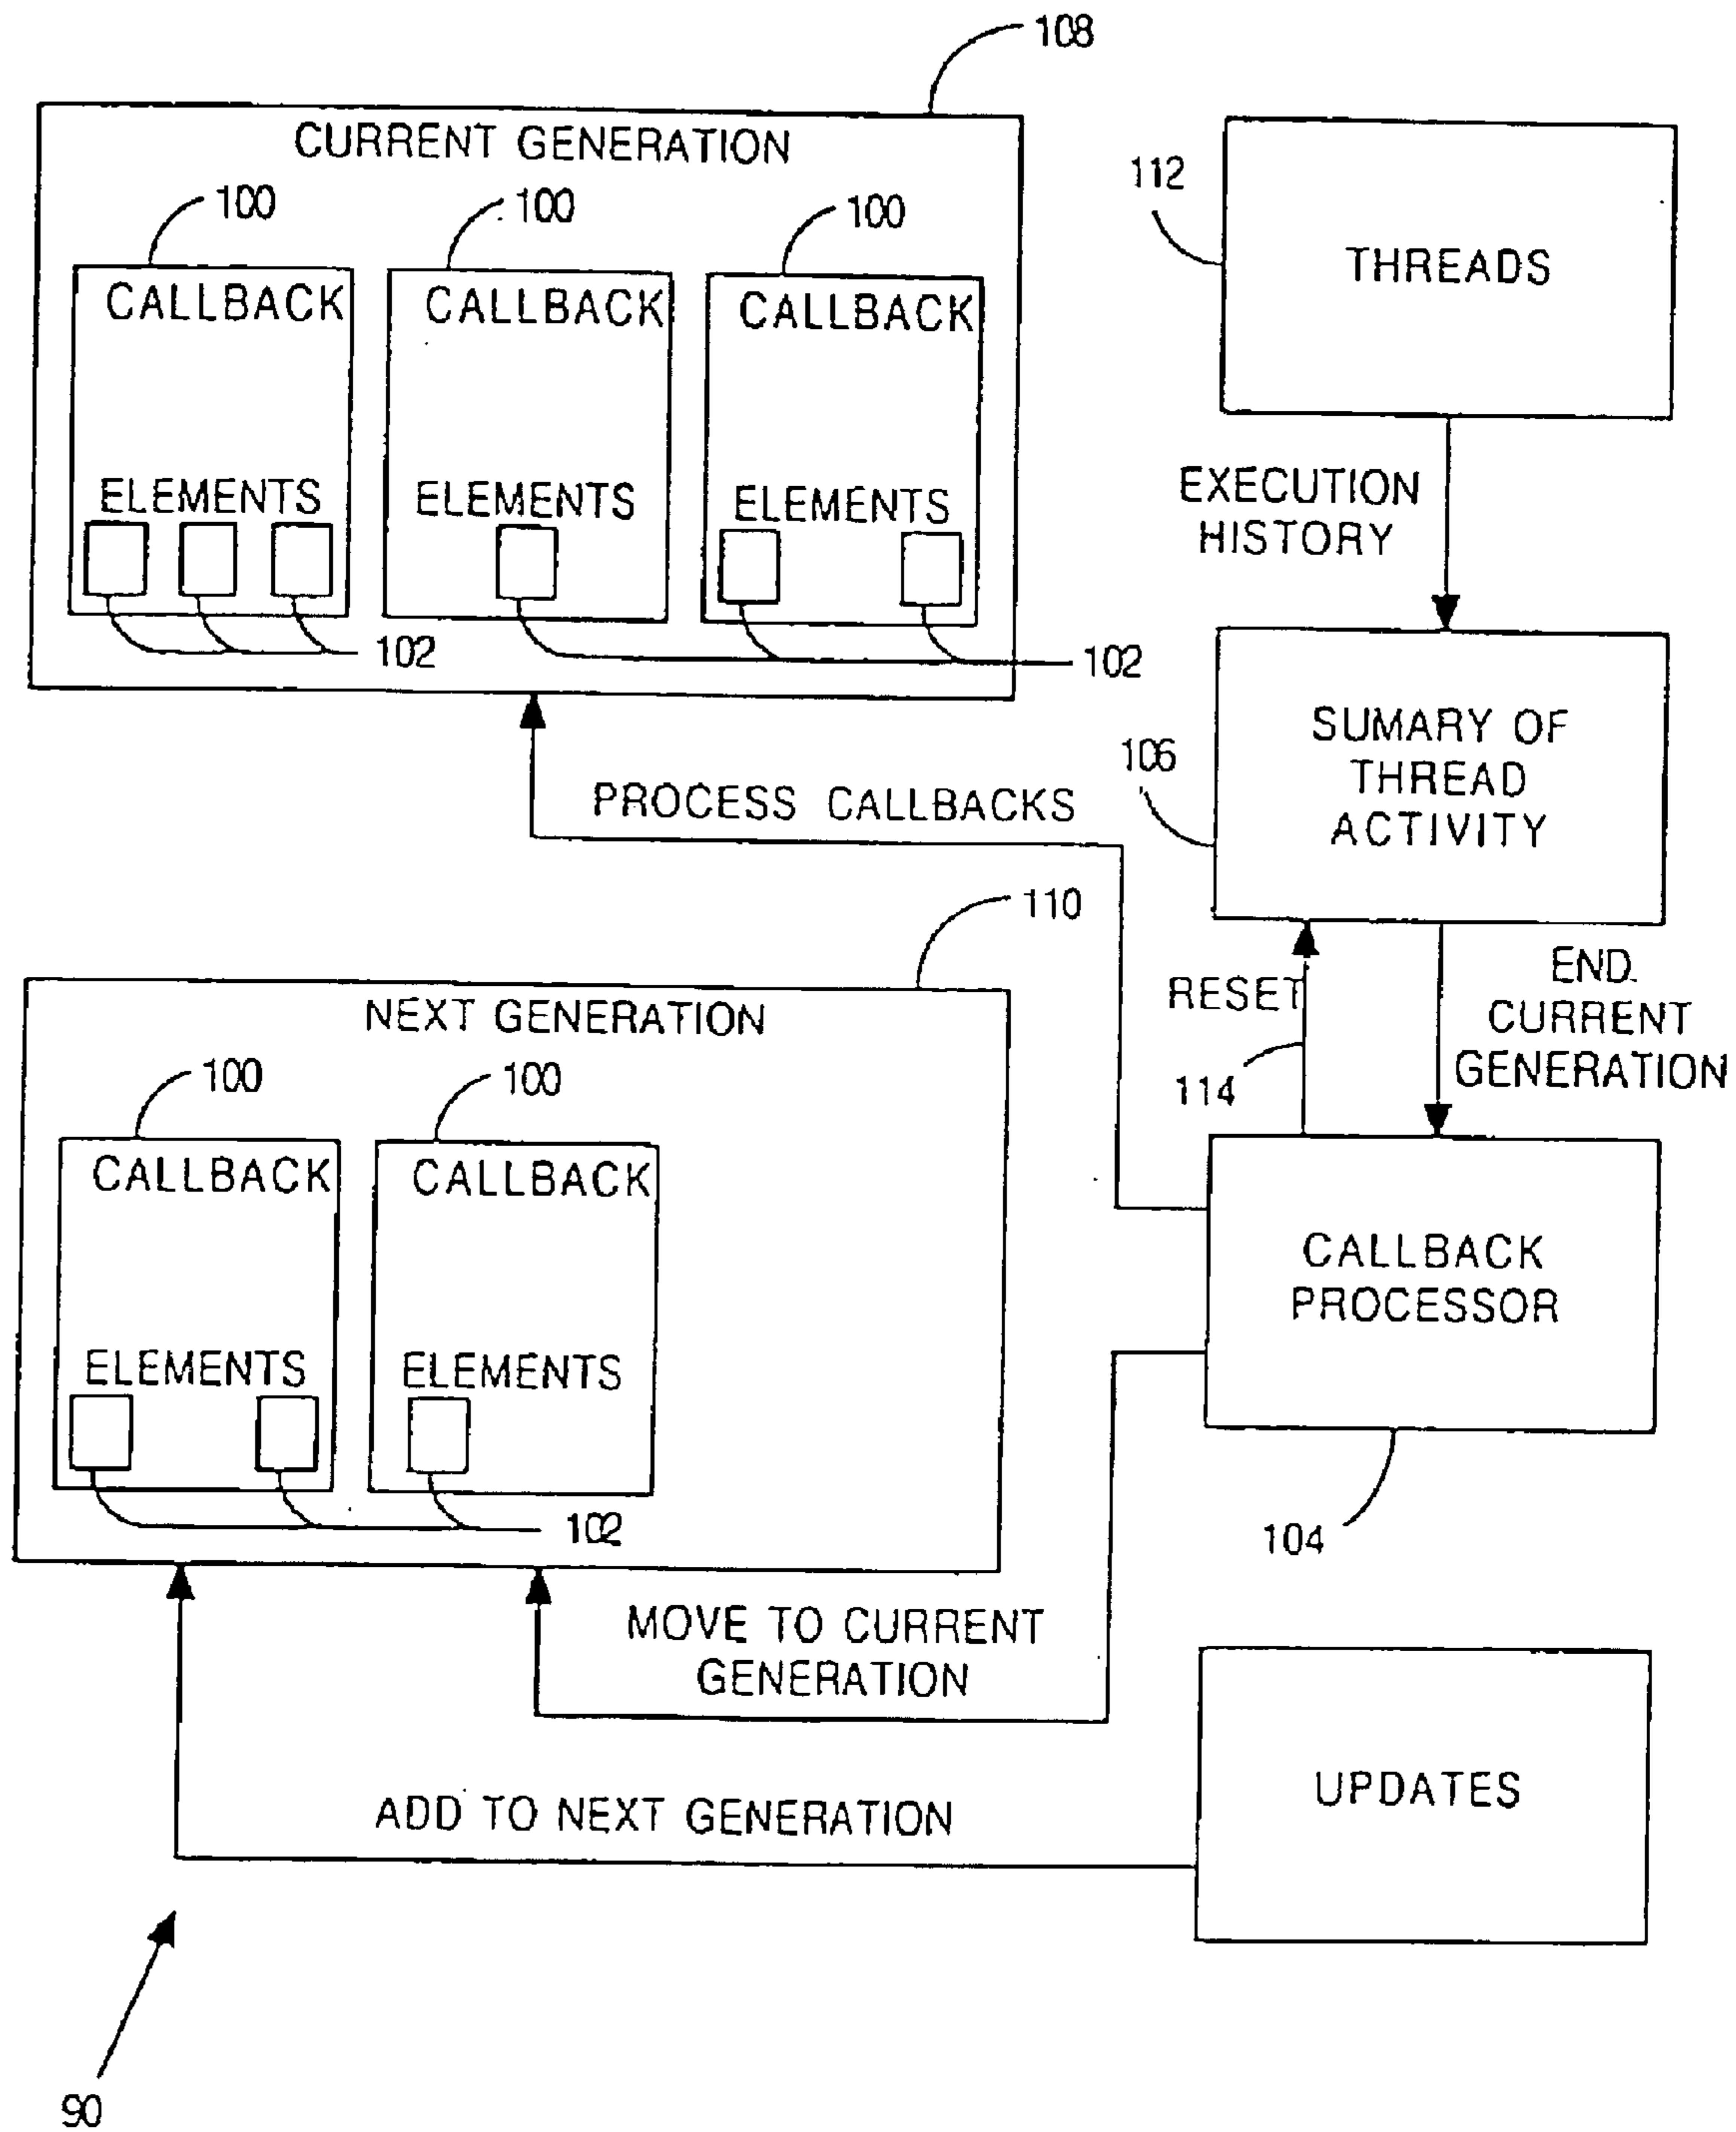 108
CURRENT GENERATION
100
100
100
CALLBACK
CALLBACK
CALLBACK
ELEMENTS
ELEMENTS
ELEMENTS
102
102
112
THREADS
EXECUTION
HISTORY
106
SUMARY OF
THREAD
ACTIVITY
PROCESS CALLBACKS
RESET
114
END
CURRENT
GENERATION
110
NEXT GENERATION
100
100
CALLBACK
CALLBACK
ELEMENTS
ELEMENTS
102
CALLBACK
PROCESSOR
104
MOVE TO CURRENT
GENERATION
UPDATES
ADD TO NEXT GENERATION
90